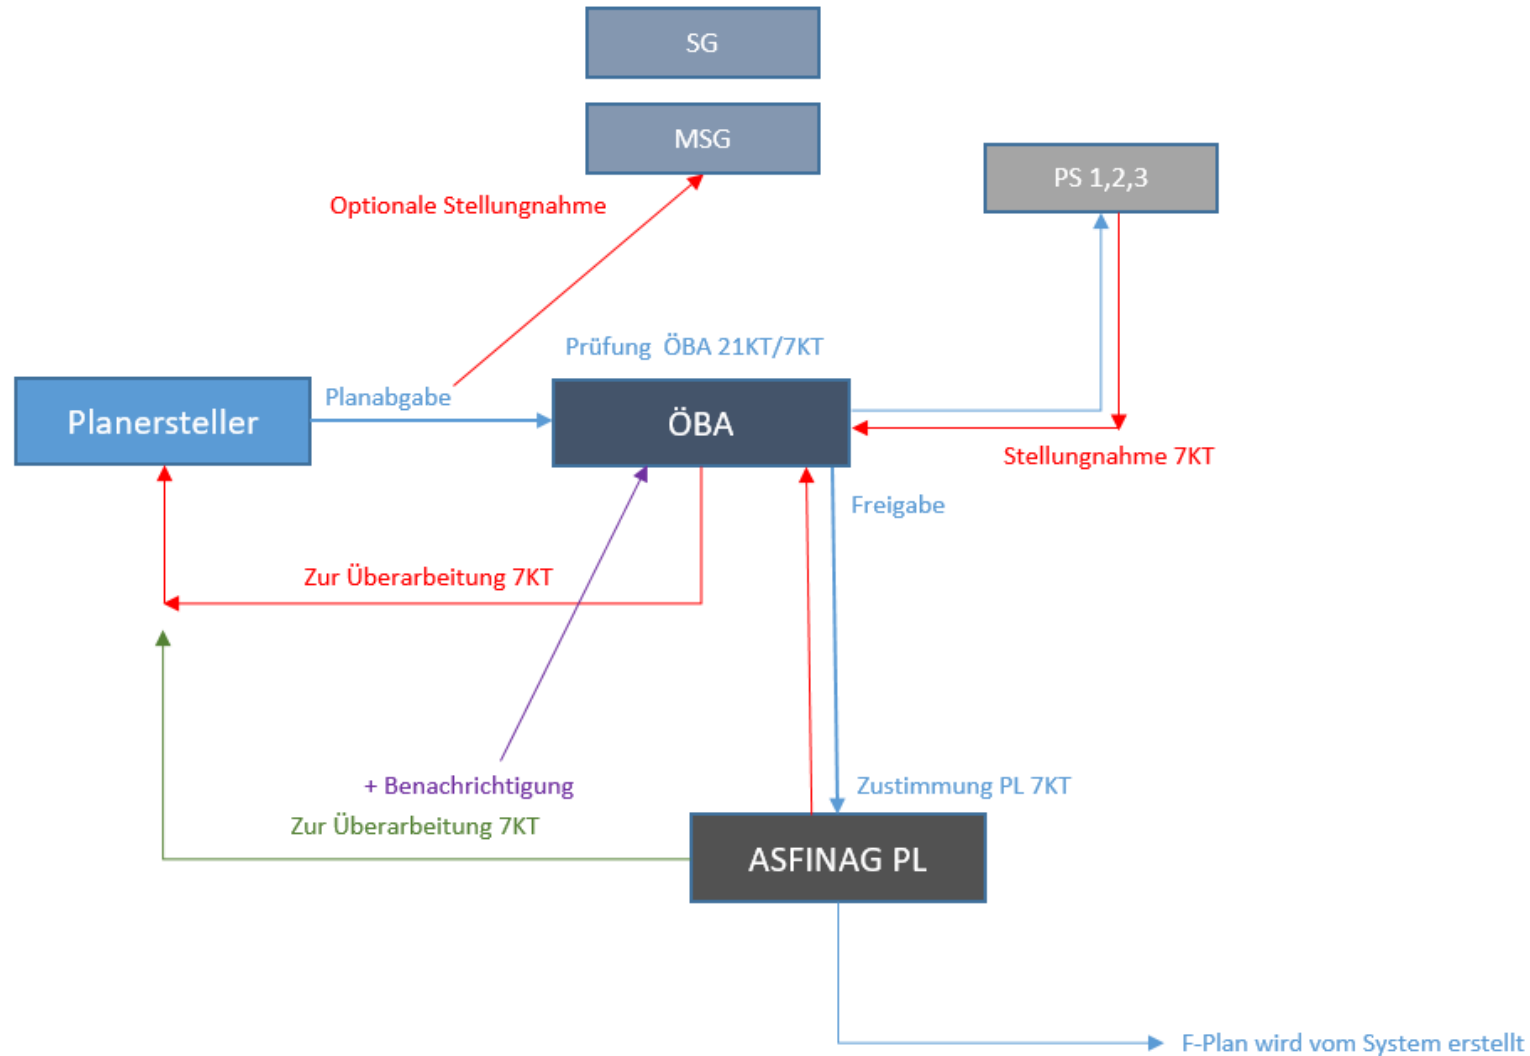 SG
MSG
PS 1,2,3
Optionale Stellungnahme
Prüfung  ÖBA 21KT/7KT
Planabgabe
Planersteller
ÖBA
Stellungnahme 7KT
Freigabe
Zur Überarbeitung 7KT
+ Benachrichtigung
Zustimmung PL 7KT
Zur Überarbeitung 7KT
ASFINAG PL
F-Plan wird vom System erstellt